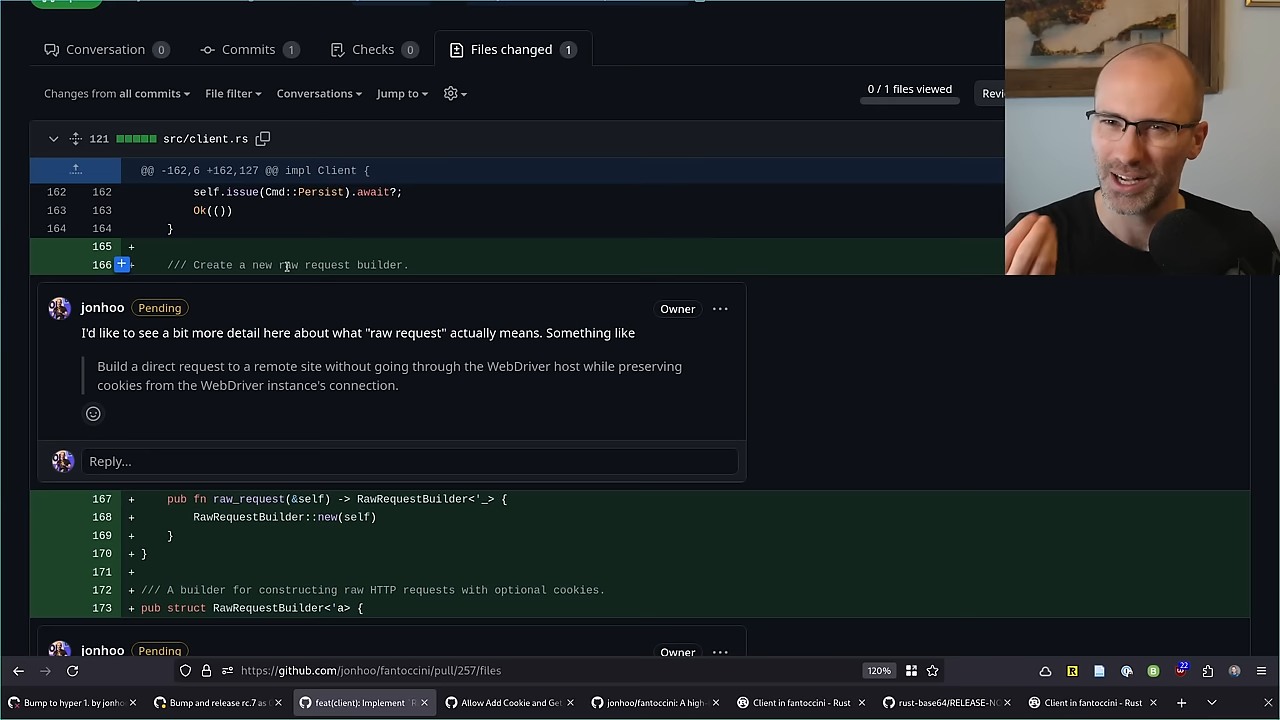 Conversation 0 Commits 1 Checks 0 Files changed 1
Changes from all commits File filter Conversations Jump to
0 / 1 files viewed
121 src/client.rs
@@ -162,6 +162,127 @@ impl Client {
162 162 self.issue(Cmd::Persist).await?;
163 163 Ok(())
164 164 }
165 +
166 + /// Create a new raw request builder.
jonhoo Pending Owner
I'd like to see a bit more detail here about what "raw request" actually means. Something like
Build a direct request to a remote site without going through the WebDriver host while preserving
cookies from the WebDriver instance's connection.
Reply...
167 + pub fn raw_request(&self) -> RawRequestBuilder<'_> {
168 + RawRequestBuilder::new(self)
169 + }
170 + }
171 +
172 + /// A builder for constructing raw HTTP requests with optional cookies.
173 + pub struct RawRequestBuilder<'a> {
jonhoo Pending Owner
https://github.com/jonhoo/fantoccini/pull/257/files 120% 22
Bump to hyper 1. by jonho Bump and release rc.7 as feat(client): Implement Allow Add Cookie and Get jonhoo/fantoccini: A high- Client in fantoccini - Rust rust-base64/RELEASE-NO Client in fantoccini - Rust